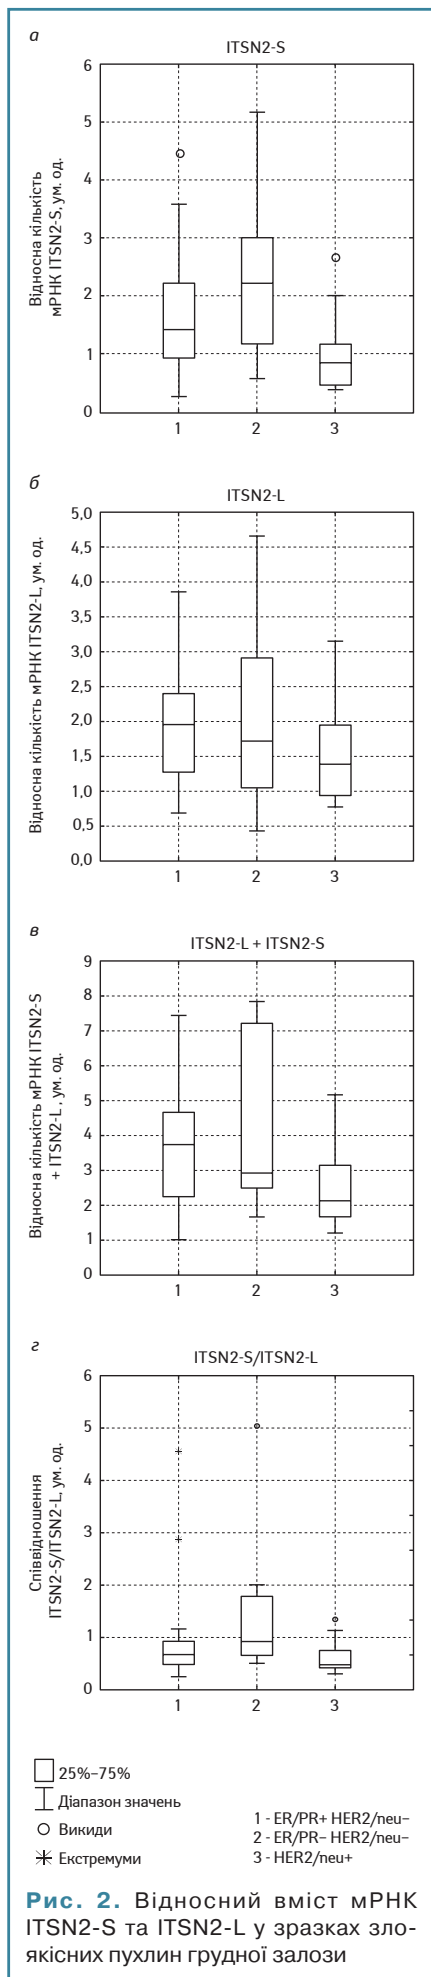 а
ITSN2-S
Відносна кількість
мРНК ITSN2-S, ум. од.
6
5
4
3
2
1
0
1 2 3
б
ITSN2-L
Відносна кількість мРНК ITSN2-L, ум. од.
5,0
4,5
4,0
3,5
3,0
2,5
2,0
1,5
1,0
0,5
0,0
1 2 3
в
ITSN2-L + ITSN2-S
Відносна кількість мРНК ITSN2-S
+ ITSN2-L , ум. од.
9
8
7
6
5
4
3
2
1
0
1 2 3
г
ITSN2-S/ITSN2-L
Співвідношення
ITSN2-S/ITSN2-L, ум. од.
6
5
4
3
2
1
0
1 2 3
25%–75%
Діапазон значень
Викиди
Екстремуми
1 - ER/PR+ HER2/neu–
2 - ER/PR– HER2/neu–
3 - HER2/neu+
Рис. 2. Відносний вміст мРНК
ITSN2-S та ITSN2-L у зразках зло-
якісних пухлин грудної залози